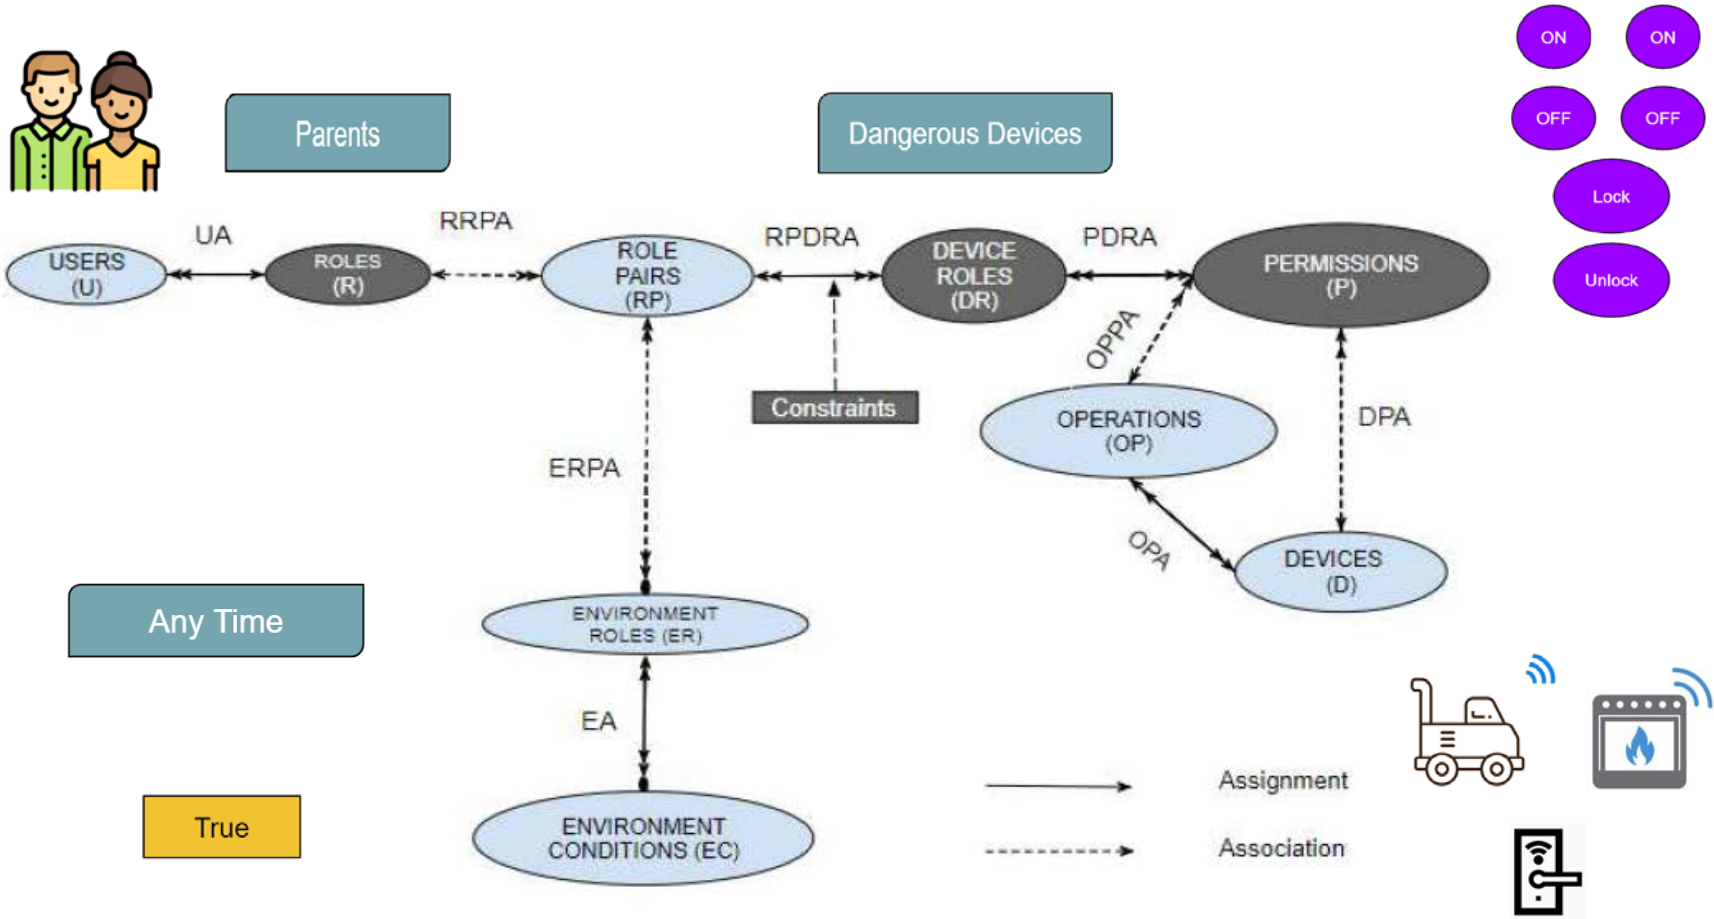 ON
ON
Parents
Dangerous Devices
OFF
OFF
Lock
UA
RRPA
RPDRA
PDRA
USERS
(U)
ROLES
(R)
ROLE
PAIRS
(RP)
DEVICE
ROLES
(DR)
PERMISSIONS
(P)
Unlock
OPPA
Constraints
OPERATIONS
(OP)
DPA
ERPA
OPA
DEVICES
(D)
Any Time
ENVIRONMENT
ROLES (ER)
EA
Assignment
True
ENVIRONMENT
CONDITIONS (EC)
Association